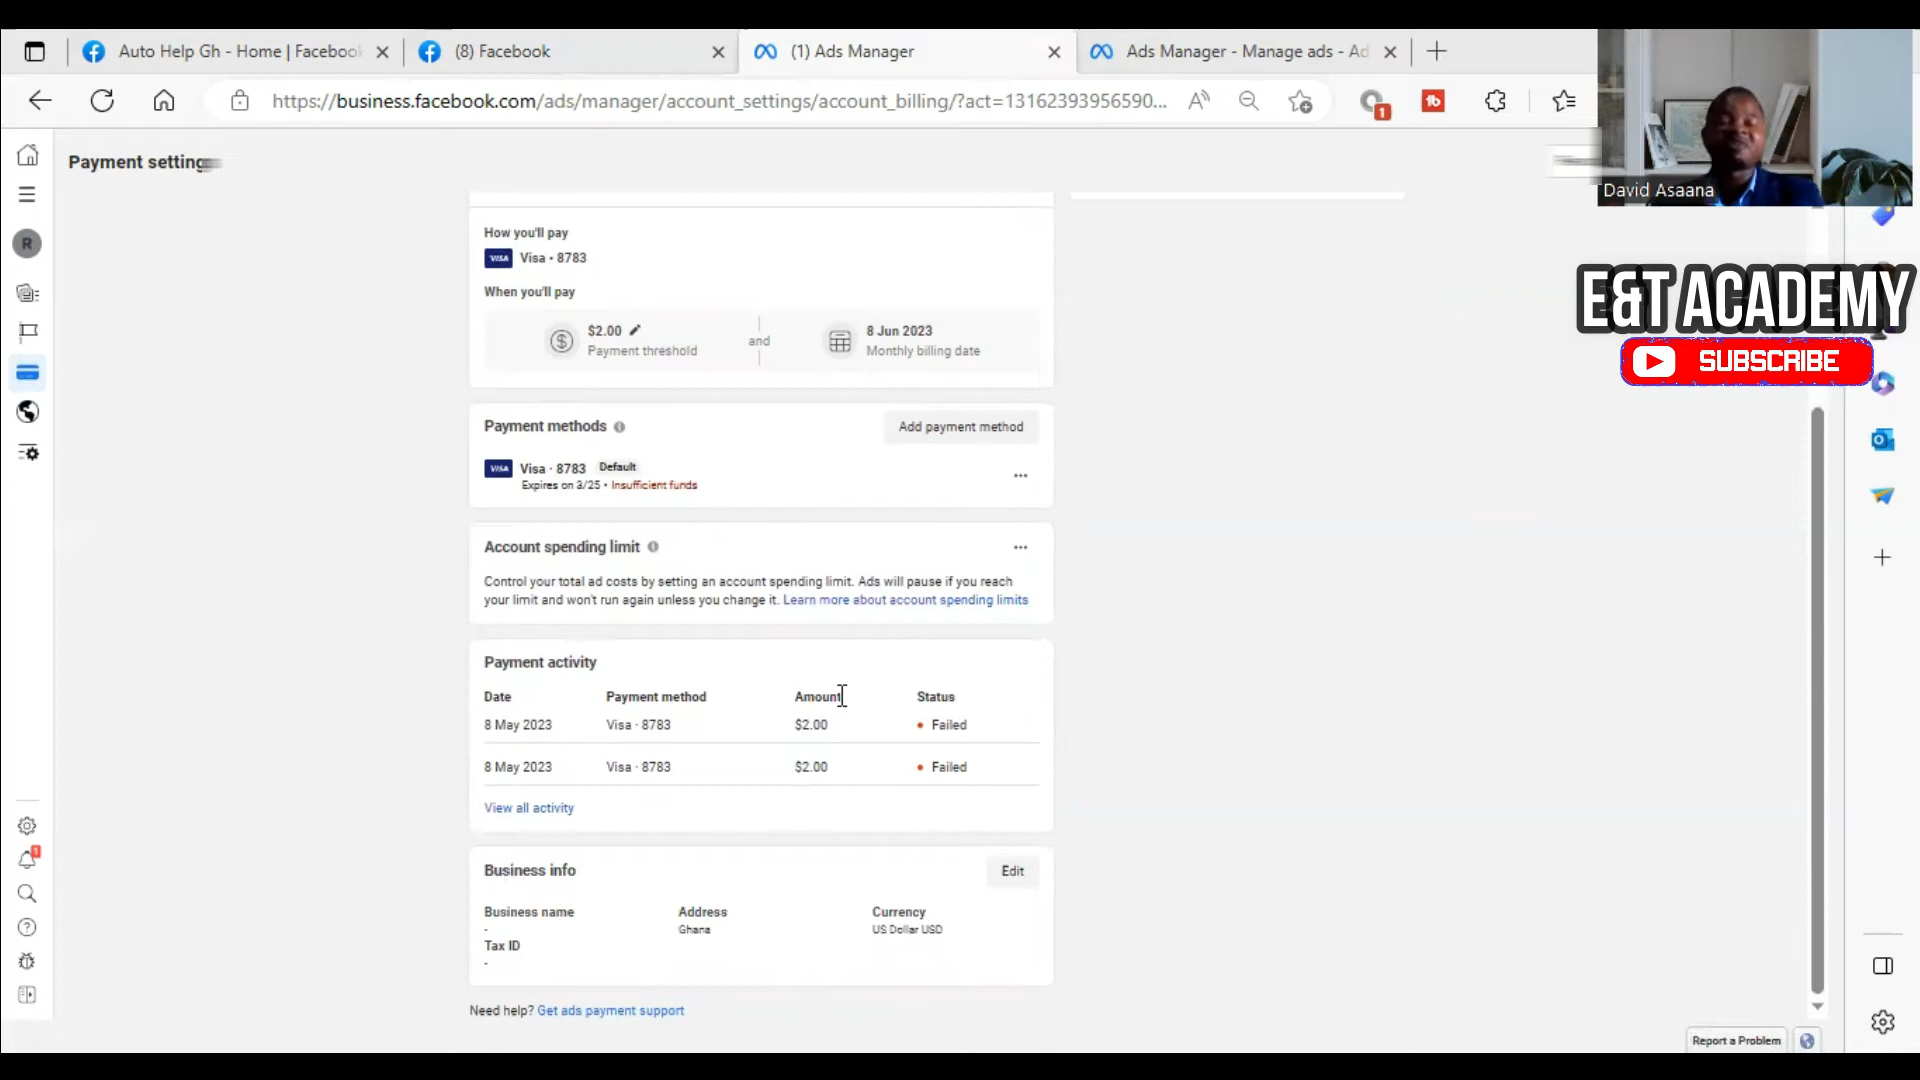 Auto Help Gh - Home | Facebook
(8) Facebook
(1) Ads Manager
Ads Manager - Manage ads - Ad
https://business.facebook.com/ads/manager/account_settings/account_billing/?act=13162393956590...
1
Payment settings
R
David Asaana
E&T ACADEMY
SUBSCRIBE
How you'll pay
VISA Visa • 8783
When you'll pay
$2.00
Payment threshold
and
8 Jun 2023
Monthly billing date
Payment methods
Add payment method
VISA Visa · 8783 Default
Expires on 3/25 • Insufficient funds
Account spending limit
Control your total ad costs by setting an account spending limit. Ads will pause if you reach
your limit and won't run again unless you change it. Learn more about account spending limits
Payment activity
Date Payment method Amount Status
8 May 2023 Visa · 8783 $2.00 Failed
8 May 2023 Visa · 8783 $2.00 Failed
View all activity
Business info
Edit
Business name Address Currency
- Ghana US Dollar USD
Tax ID
-
Need help? Get ads payment support
Report a Problem